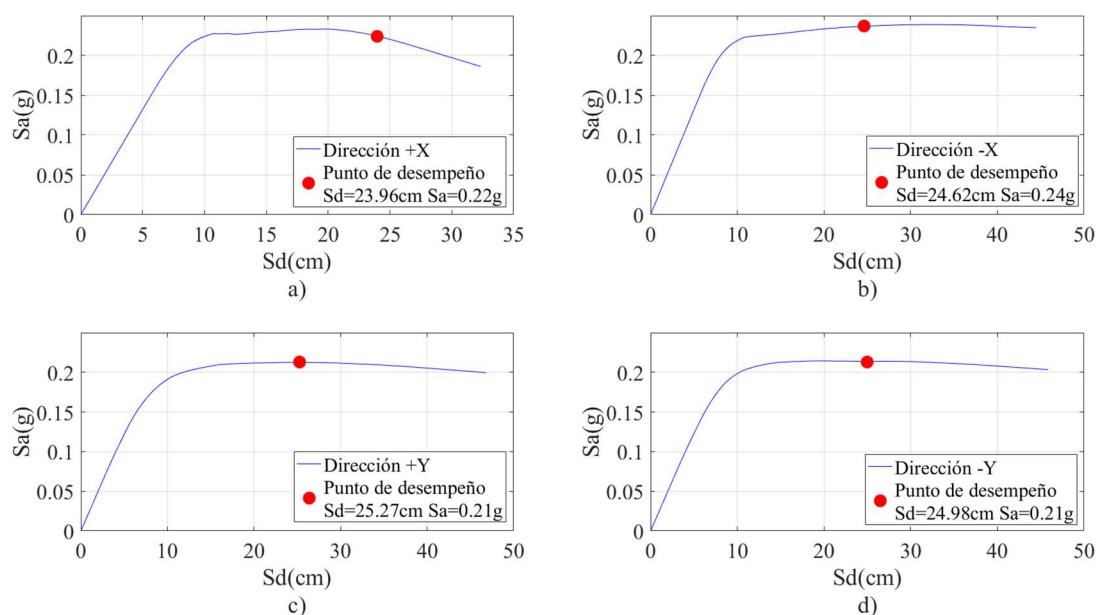 0.2
0.15
0.1
0.05
0
Sa(g)
Dirección +X
Punto de desempeño
Sd=23.96cm Sa=0.22g
0 5 10 15 20 25 30 35
Sd(cm)
a)
0.2
0.15
0.1
0.05
0
Sa(g)
Dirección -X
Punto de desempeño
Sd=24.62cm Sa=0.24g
0 10 20 30 40 50
Sd(cm)
b)
0.2
0.15
0.1
0.05
0
Sa(g)
Dirección +Y
Punto de desempeño
Sd=25.27cm Sa=0.21g
0 10 20 30 40 50
Sd(cm)
c)
0.2
0.15
0.1
0.05
0
Sa(g)
Dirección -Y
Punto de desempeño
Sd=24.98cm Sa=0.21g
0 10 20 30 40 50
Sd(cm)
d)